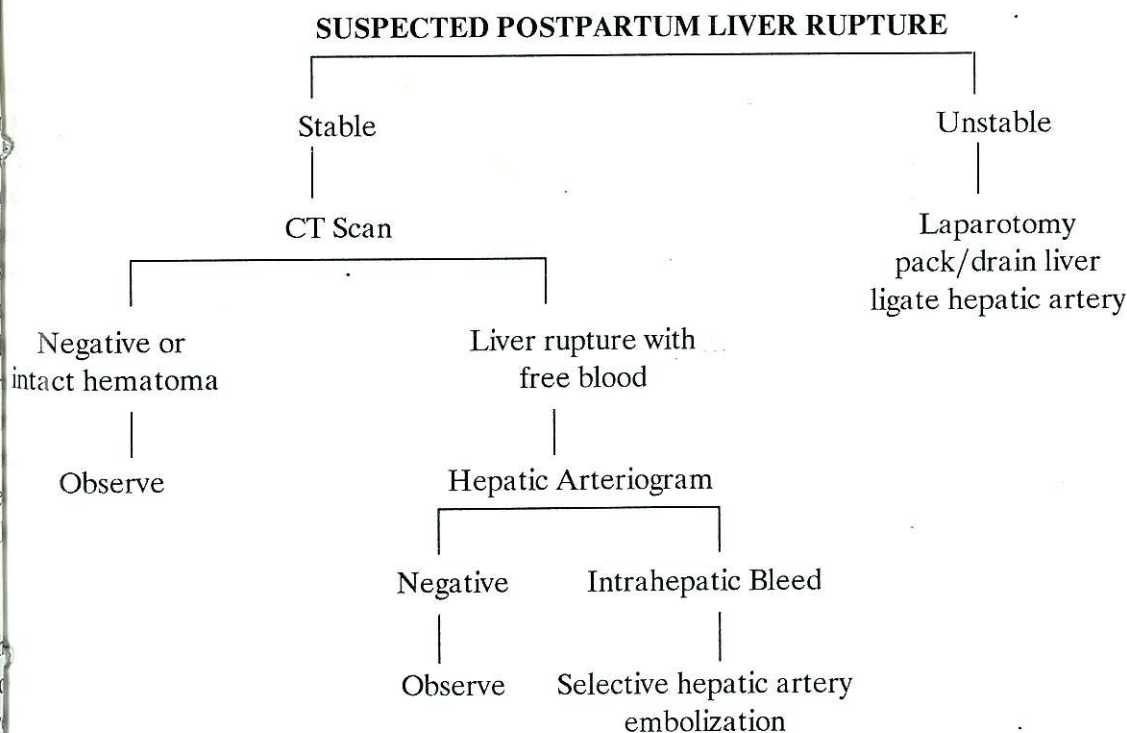 SUSPECTED POSTPARTUM LIVER RUPTURE
Stable
Unstable
CT Scan
Laparotomy
pack/drain liver
ligate hepatic artery
Negative or
intact hematoma
Liver rupture with
free blood
Observe
Hepatic Arteriogram
Negative
Intrahepatic Bleed
Observe
Selective hepatic artery
embolization